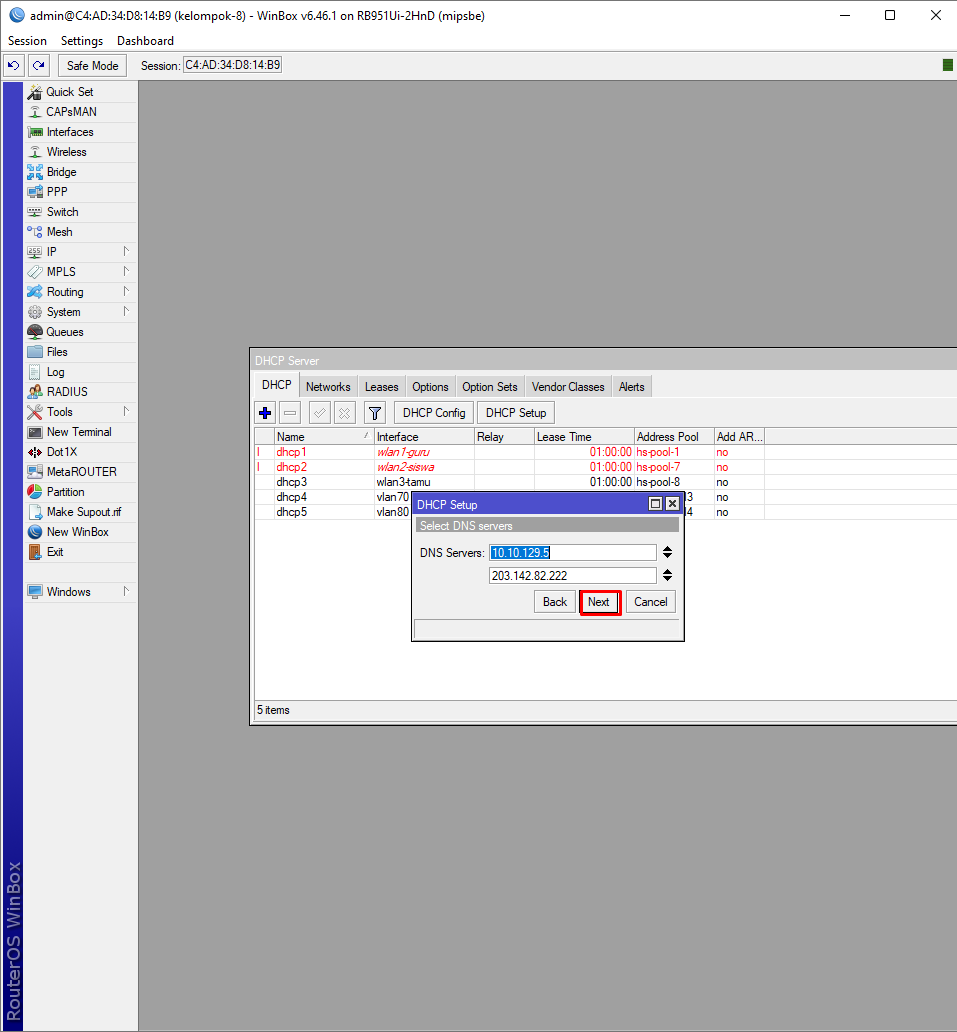 admin@C4:AD:34:D8:14:B9 (kelompok-8) - WinBox v6.46.1 on RB951Ui-2HnD (mipsbe)
Session Settings Dashboard
Safe Mode Session: C4:AD:34:D8:14:B9
Quick Set
CAPsMAN
Interfaces
Wireless
Bridge
PPP
Switch
Mesh
IP
MPLS
Routing
System
Queues
Files
Log
RADIUS
Tools
New Terminal
Dot1X
MetaROUTER
Partition
Make Supout.rif
New WinBox
Exit
Windows
RouterOS WinBox
DHCP Server
DHCP Networks Leases Options Option Sets Vendor Classes Alerts
DHCP Config DHCP Setup
Name Interface Relay Lease Time Address Pool Add AR...
I dhcp1 wlan1-guru 01:00:00 hs-pool-1 no
I dhcp2 wlan2-siswa 01:00:00 hs-pool-7 no
dhcp3 wlan3-tamu 01:00:00 hs-pool-8 no
dhcp4 vlan70 3 no
dhcp5 vlan80 4 no
DHCP Setup
Select DNS servers
DNS Servers: 10.10.129.5
203.142.82.222
Back Next Cancel
5 items